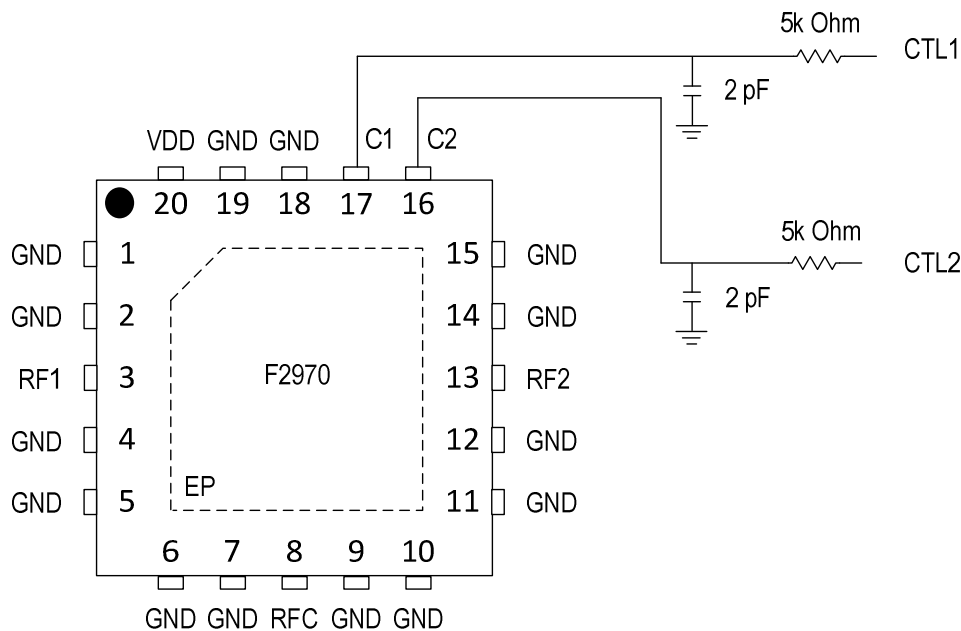 5k Ohm
CTL1
2 pF
VDD GND GND C1 C2
20 19 18 17 16
GND 1 15 GND
5k Ohm
CTL2
2 pF
GND 2 14 GND
RF1 3 F2970 13 RF2
GND 4 12 GND
EP
GND 5 11 GND
6 7 8 9 10
GND GND RFC GND GND